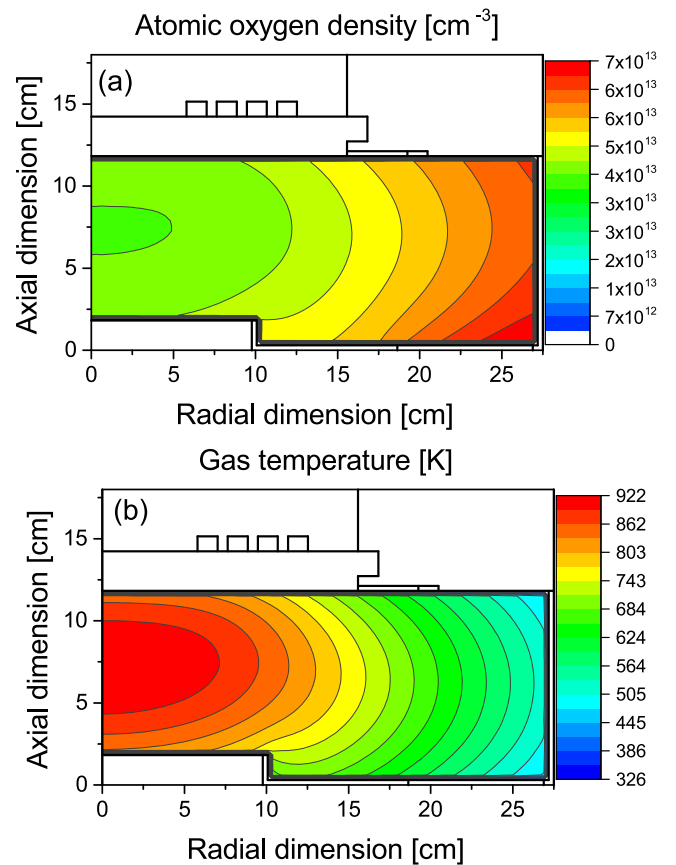 Atomic oxygen density [cm⁻³]
(a)
Axial dimension [cm]
15
10
5
0
0 5 10 15 20 25
Radial dimension [cm]
7x10¹³
6x10¹³
6x10¹³
4x10¹³
4x10¹³
3x10¹³
3x10¹³
2x10¹³
1x10¹³
7x10¹²
0
Gas temperature [K]
(b)
Axial dimension [cm]
15
10
5
0
0 5 10 15 20 25
Radial dimension [cm]
922
862
803
743
684
624
564
505
445
386
326